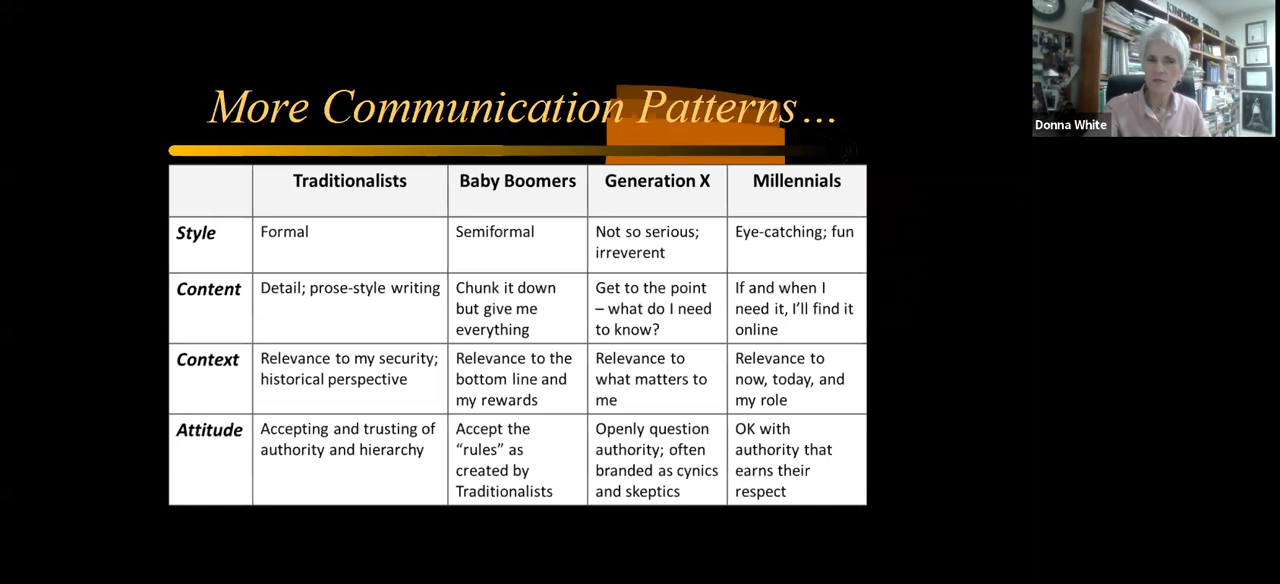 More Communication Patterns...
Traditionalists Baby Boomers Generation X Millennials
Style
Formal
Semiformal
Not so serious;
irreverent
Eye-catching; fun
Content
Detail; prose-style writing
Chunk it down
but give me
everything
Get to the point
– what do I need
to know?
If and when I
need it, I’ll find it
online
Context
Relevance to my security;
historical perspective
Relevance to the
bottom line and
my rewards
Relevance to
what matters to
me
Relevance to
now, today, and
my role
Attitude
Accepting and trusting of
authority and hierarchy
Accept the
“rules” as
created by
Traditionalists
Openly question
authority; often
branded as cynics
and skeptics
OK with
authority that
earns their
respect
KINDNESS
Donna White